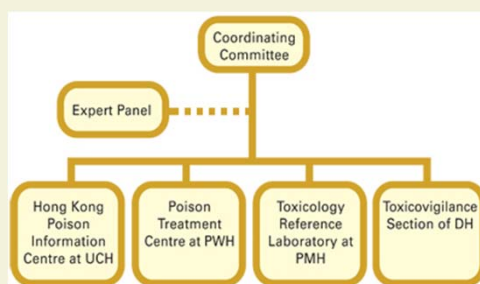 Coordinating
Committee
Expert Panel
Hong Kong
Poison
Information
Centre at UCH
Poison
Treatment
Centre at PWH
Toxicology
Reference
Laboratory at
PMH
Toxicovigilance
Section of DH